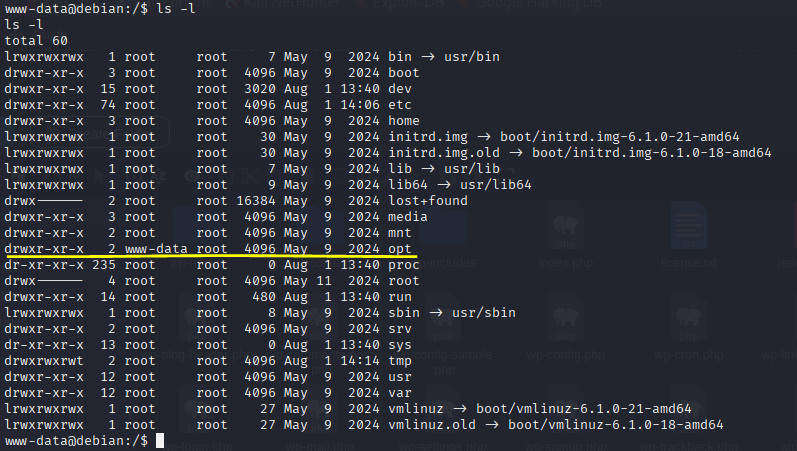 www-data@debian:/$ ls -l
ls -l
total 60
lrwxrwxrwx   1 root     root     7 May  9  2024 bin -> usr/bin
drwxr-xr-x   3 root     root  4096 May  9  2024 boot
drwxr-xr-x  15 root     root  3020 Aug  1 13:40 dev
drwxr-xr-x  74 root     root  4096 Aug  1 14:06 etc
drwxr-xr-x   3 root     root  4096 May  9  2024 home
lrwxrwxrwx   1 root     root    30 May  9  2024 initrd.img -> boot/initrd.img-6.1.0-21-amd64
lrwxrwxrwx   1 root     root    30 May  9  2024 initrd.img.old -> boot/initrd.img-6.1.0-18-amd64
lrwxrwxrwx   1 root     root     7 May  9  2024 lib -> usr/lib
lrwxrwxrwx   1 root     root     9 May  9  2024 lib64 -> usr/lib64
drwx------   2 root     root 16384 May  9  2024 lost+found
drwxr-xr-x   3 root     root  4096 May  9  2024 media
drwxr-xr-x   2 root     root  4096 May  9  2024 mnt
drwxr-xr-x   2 www-data root  4096 May  9  2024 opt
dr-xr-xr-x 235 root     root     0 Aug  1 13:40 proc
drwx------   4 root     root  4096 May 11  2024 root
drwxr-xr-x  14 root     root   480 Aug  1 13:40 run
lrwxrwxrwx   1 root     root     8 May  9  2024 sbin -> usr/sbin
drwxr-xr-x   2 root     root  4096 May  9  2024 srv
dr-xr-xr-x  13 root     root     0 Aug  1 13:40 sys
drwxrwxrwt   2 root     root  4096 Aug  1 14:14 tmp
drwxr-xr-x  12 root     root  4096 May  9  2024 usr
drwxr-xr-x  12 root     root  4096 May  9  2024 var
lrwxrwxrwx   1 root     root    27 May  9  2024 vmlinuz -> boot/vmlinuz-6.1.0-21-amd64
lrwxrwxrwx   1 root     root    27 May  9  2024 vmlinuz.old -> boot/vmlinuz-6.1.0-18-amd64
www-data@debian:/$